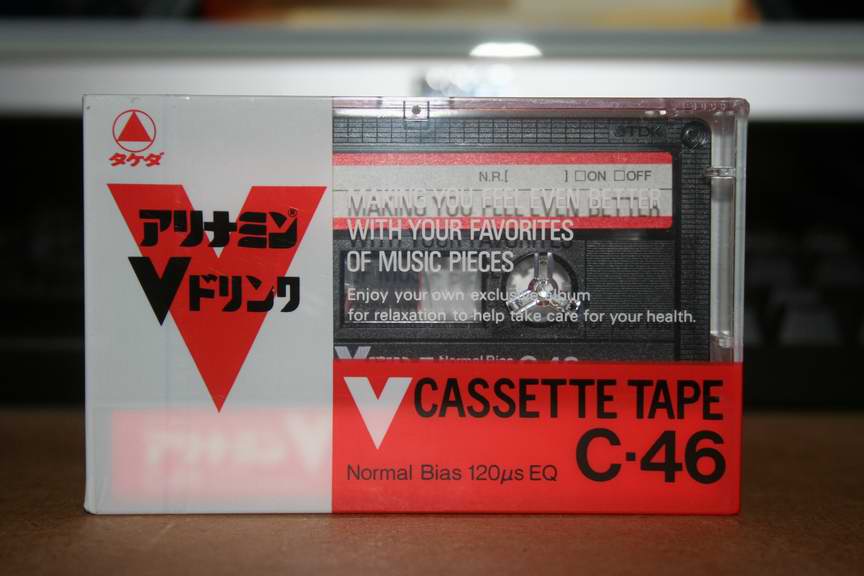 タケダ
アリナミン®
Vドリンク
TDK
N.R.[ ] □ON □OFF
MAKING YOU FEEL EVEN BETTER
WITH YOUR FAVORITES
OF MUSIC PIECES
Enjoy your own exclusive album
for relaxation to help take care for your health.
V CASSETTE TAPE
C·46
Normal Bias 120μs EQ